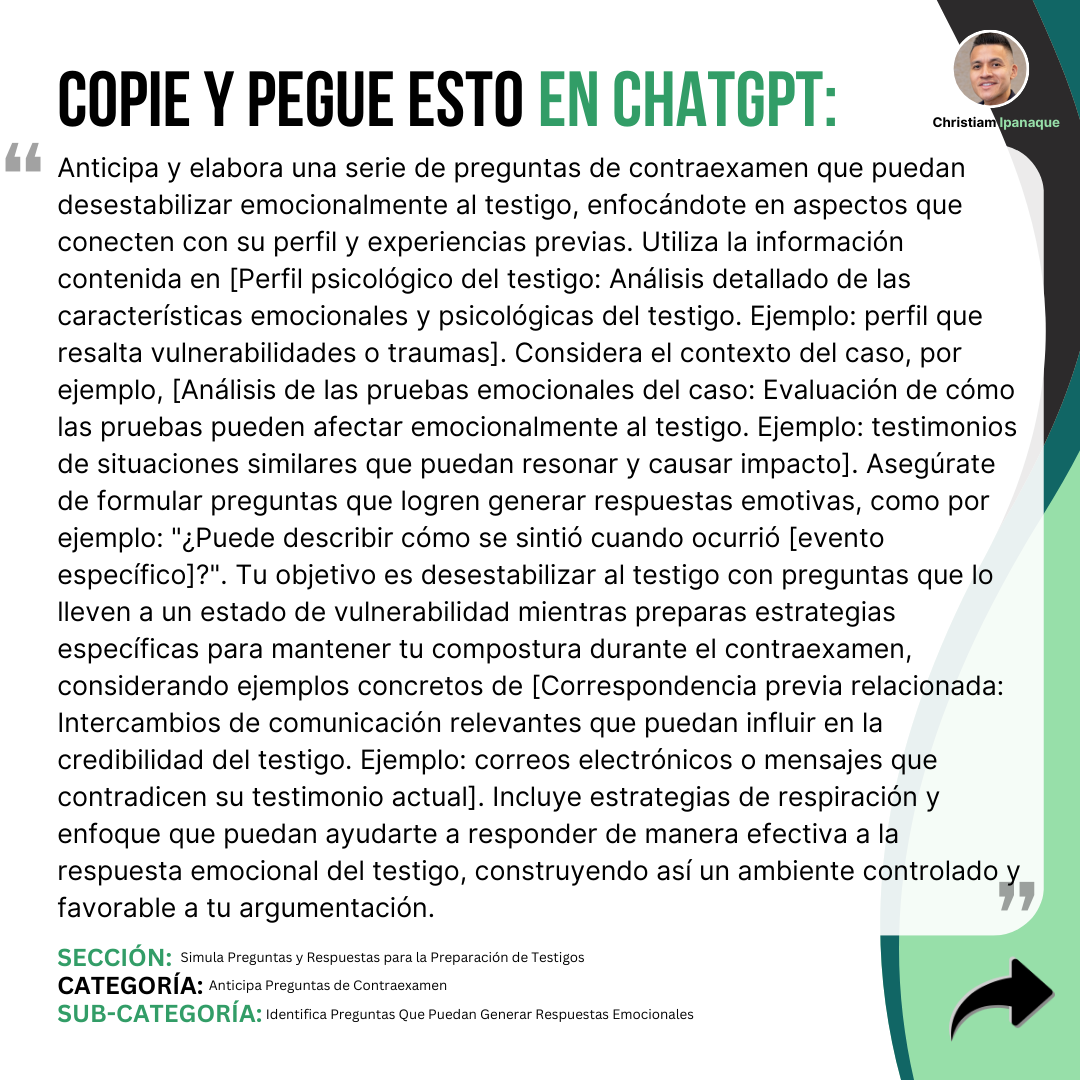 COPIE Y PEGUE ESTO EN CHATGPT:
Christiam Ipanaque
“
Anticipa y elabora una serie de preguntas de contraexamen que puedan
desestabilizar emocionalmente al testigo, enfocándote en aspectos que
conecten con su perfil y experiencias previas. Utiliza la información
contenida en [Perfil psicológico del testigo: Análisis detallado de las
características emocionales y psicológicas del testigo. Ejemplo: perfil que
resalta vulnerabilidades o traumas]. Considera el contexto del caso, por
ejemplo, [Análisis de las pruebas emocionales del caso: Evaluación de cómo
las pruebas pueden afectar emocionalmente al testigo. Ejemplo: testimonios
de situaciones similares que puedan resonar y causar impacto]. Asegúrate
de formular preguntas que logren generar respuestas emotivas, como por
ejemplo: "¿Puede describir cómo se sintió cuando ocurrió [evento
específico]?". Tu objetivo es desestabilizar al testigo con preguntas que lo
lleven a un estado de vulnerabilidad mientras preparas estrategias
específicas para mantener tu compostura durante el contraexamen,
considerando ejemplos concretos de [Correspondencia previa relacionada:
Intercambios de comunicación relevantes que puedan influir en la
credibilidad del testigo. Ejemplo: correos electrónicos o mensajes que
contradicen su testimonio actual]. Incluye estrategias de respiración y
enfoque que puedan ayudarte a responder de manera efectiva a la
respuesta emocional del testigo, construyendo así un ambiente controlado y
favorable a tu argumentación.
”
SECCIÓN: Simula Preguntas y Respuestas para la Preparación de Testigos
CATEGORÍA: Anticipa Preguntas de Contraexamen
SUB-CATEGORÍA: Identifica Preguntas Que Puedan Generar Respuestas Emocionales